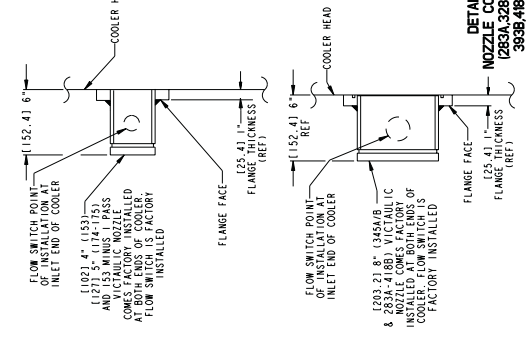 COOLER H
[152.4] 6"
FLOW SWITCH POINT
OF INSTALLATION AT
INLET END OF COOLER
[102] 4" (153)
[127] 5" (174-175)
AND 153 MINUS 1 PASS
VICTAULIC NOZZLE
COMES FACTORY INSTALLED
AT BOTH ENDS OF COOLER.
FLOW SWITCH IS FACTORY
INSTALLED
FLANGE FACE
[25.4] 1"
FLANGE THICKNESS
(REF)
COOLER HEAD
[152.4] 6"
REF
FLOW SWITCH POINT
OF INSTALLATION AT
INLET END OF COOLER
[203.2] 8" (345A/B
& 283A-418B) VICTAULIC
NOZZLE COMES FACTORY
INSTALLED AT BOTH ENDS OF
COOLER. FLOW SWITCH IS
FACTORY INSTALLED
FLANGE FACE
[25.4] 1"
FLANGE THICKNESS
(REF)
DETA
NOZZLE CO
(283A,328
393B,418